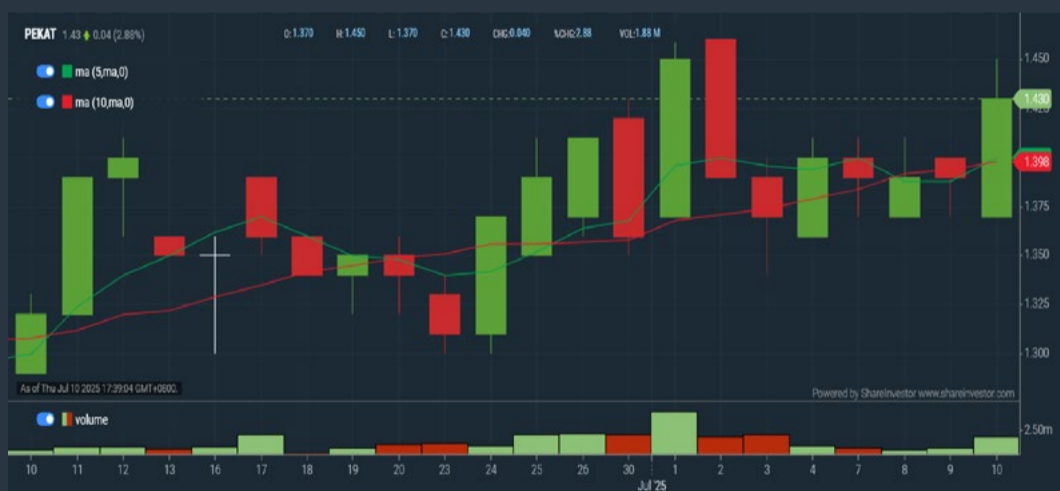 PEKAT 1.43 0.04 (2.88%) O:1.370 H:1.450 L:1.370 C:1.430 CHG:0.040 %CHG:2.88 VOL:1.88 M
ma (5,ma,0)
ma (10,ma,0)
1.450
1.430
1.398
1.375
1.350
1.325
1.300
As of Thu Jul 10 2025 17:39:04 GMT+0800.
Powered by ShareInvestor www.shareinvestor.com
volume
2.50m
10 11 12 13 16 17 18 19 20 23 24 25 26 30 1 2 3 4 7 8 9 10
Jul '25